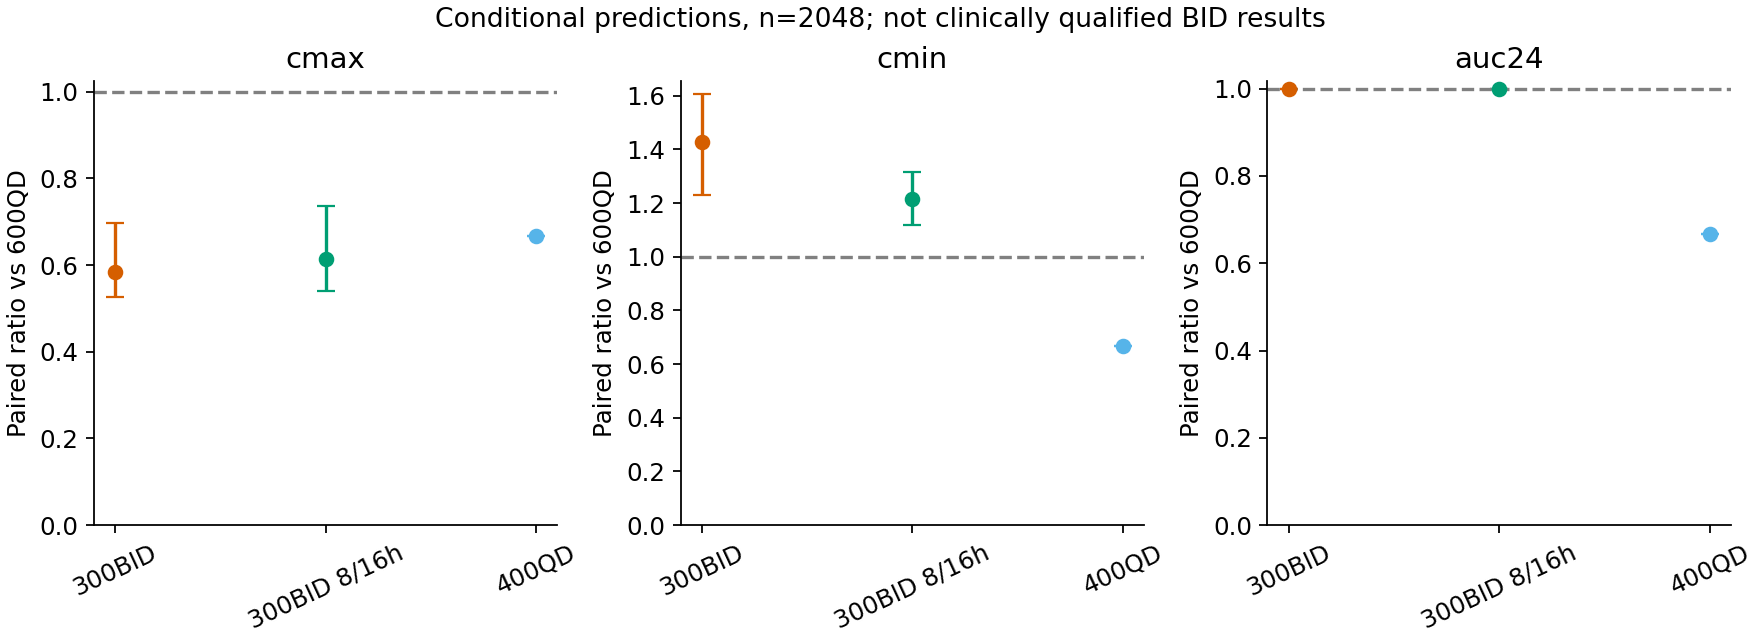 Conditional predictions, n=2048; not clinically qualified BID results
cmax
Paired ratio vs 600QD
1.0
0.8
0.6
0.4
0.2
0.0
300BID
300BID 8/16h
400QD
cmin
Paired ratio vs 600QD
1.6
1.4
1.2
1.0
0.8
0.6
0.4
0.2
0.0
300BID
300BID 8/16h
400QD
auc24
Paired ratio vs 600QD
1.0
0.8
0.6
0.4
0.2
0.0
300BID
300BID 8/16h
400QD